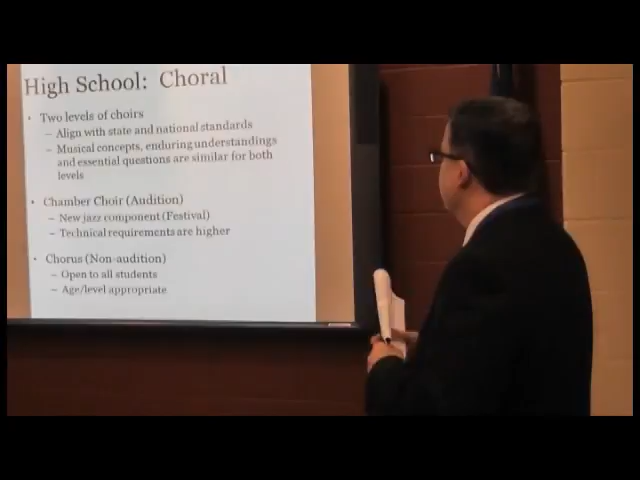 High School: Choral
• Two levels of choirs
– Align with state and national standards
– Musical concepts, enduring understandings
and essential questions are similar for both
levels
• Chamber Choir (Audition)
– New jazz component (Festival)
– Technical requirements are higher
• Chorus (Non-audition)
– Open to all students
– Age/level appropriate